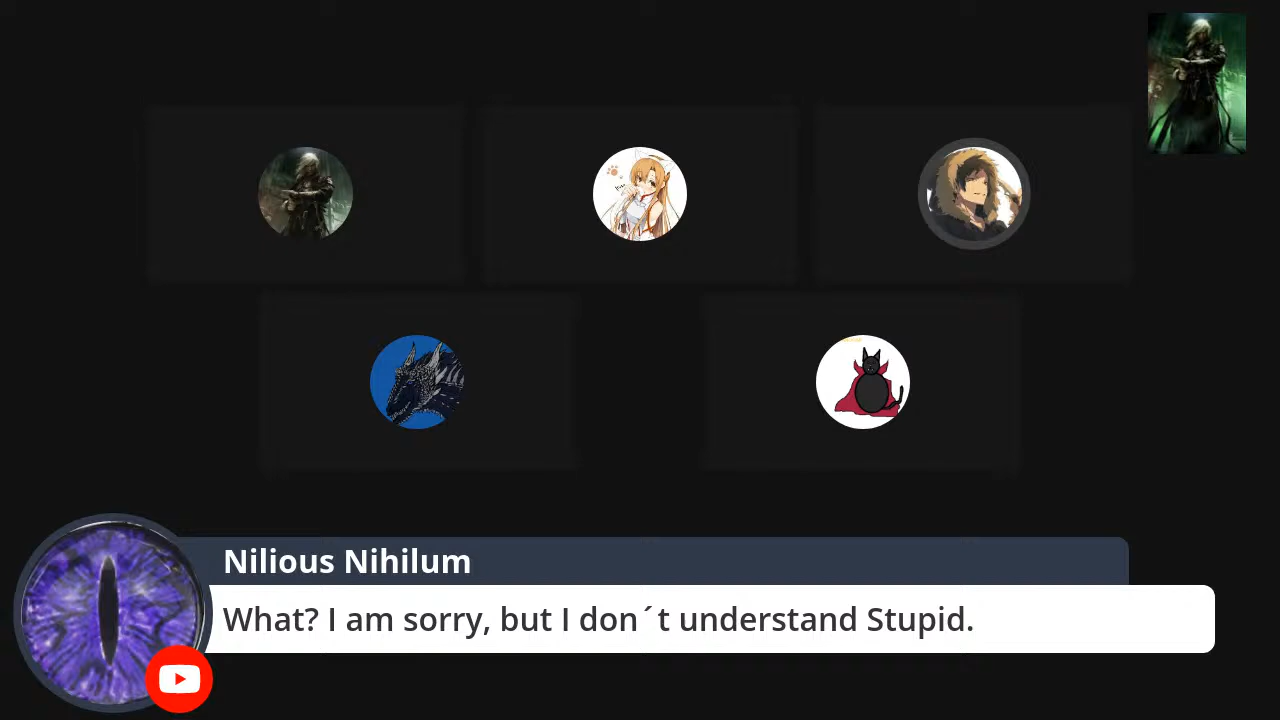 Nilious Nihilum
What? I am sorry, but I don´t understand Stupid.